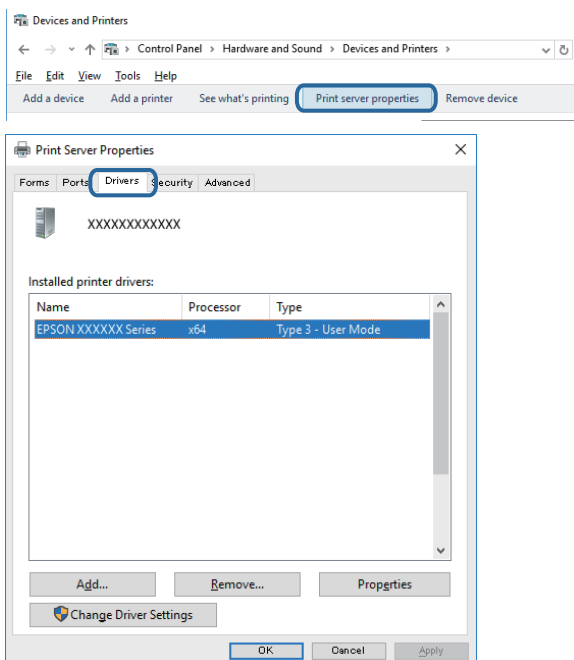 Devices and Printers
Control Panel > Hardware and Sound > Devices and Printers >
File Edit View Tools Help
Add a device Add a printer See what's printing Print server properties Remove device
Print Server Properties
Forms Ports Drivers Security Advanced
XXXXXXXXXXXX
Installed printer drivers:
Name Processor Type
EPSON XXXXXX Series x64 Type 3 - User Mode
Add... Remove... Properties
Change Driver Settings
OK Cancel Apply